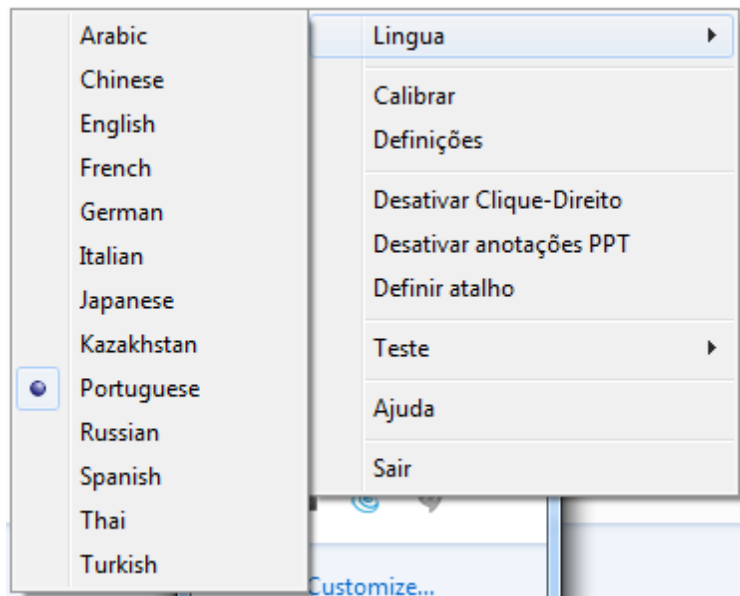 Arabic
Chinese
English
French
German
Italian
Japanese
Kazakhstan
Portuguese
Russian
Spanish
Thai
Turkish
Lingua
Calibrar
Definições
Desativar Clique-Direito
Desativar anotações PPT
Definir atalho
Teste
Ajuda
Sair
Customize...